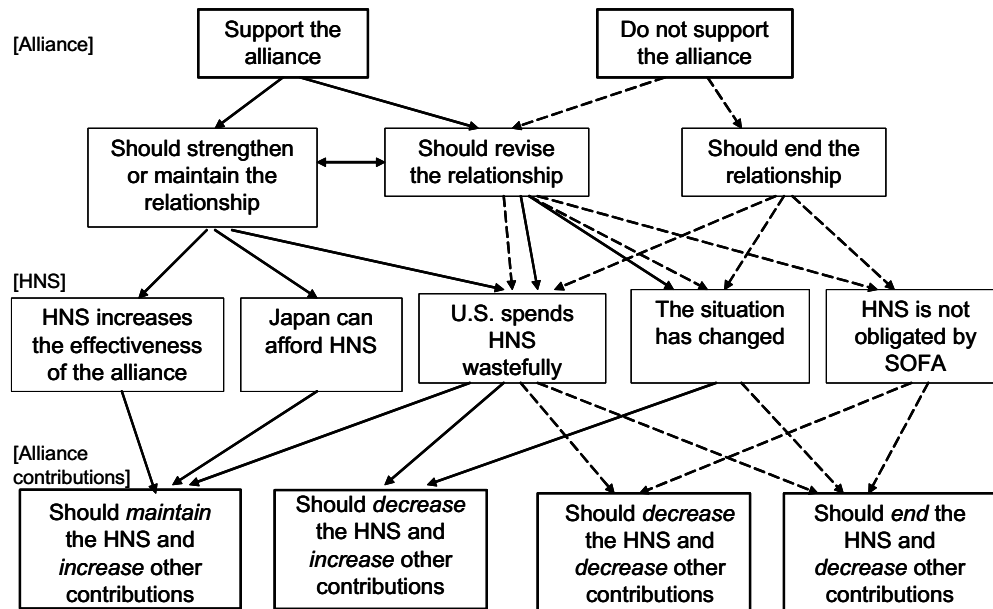 [Alliance]
Support the
alliance
Do not support
the alliance
Should strengthen
or maintain the
relationship
Should revise
the relationship
Should end the
relationship
[HNS]
HNS increases
the effectiveness
of the alliance
Japan can
afford HNS
U.S. spends
HNS
wastefully
The situation
has changed
HNS is not
obligated by
SOFA
[Alliance
contributions]
Should maintain
the HNS and
increase other
contributions
Should decrease
the HNS and
increase other
contributions
Should decrease
the HNS and
decrease other
contributions
Should end the
HNS and
decrease other
contributions